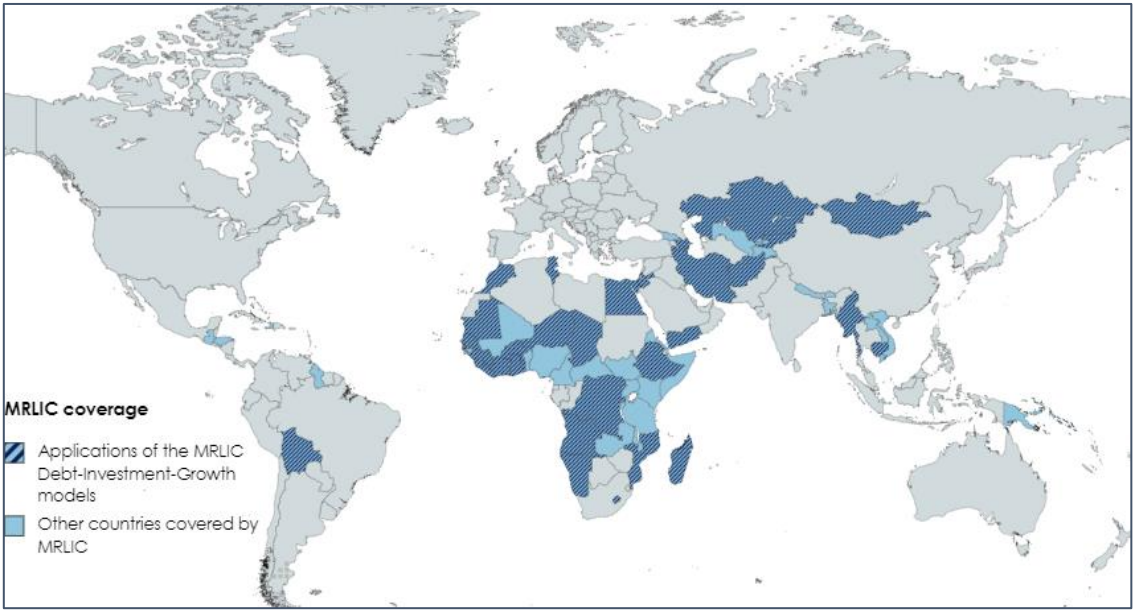 MRLIC coverage
Applications of the MRLIC
Debt-Investment-Growth
models
Other countries covered by
MRLIC